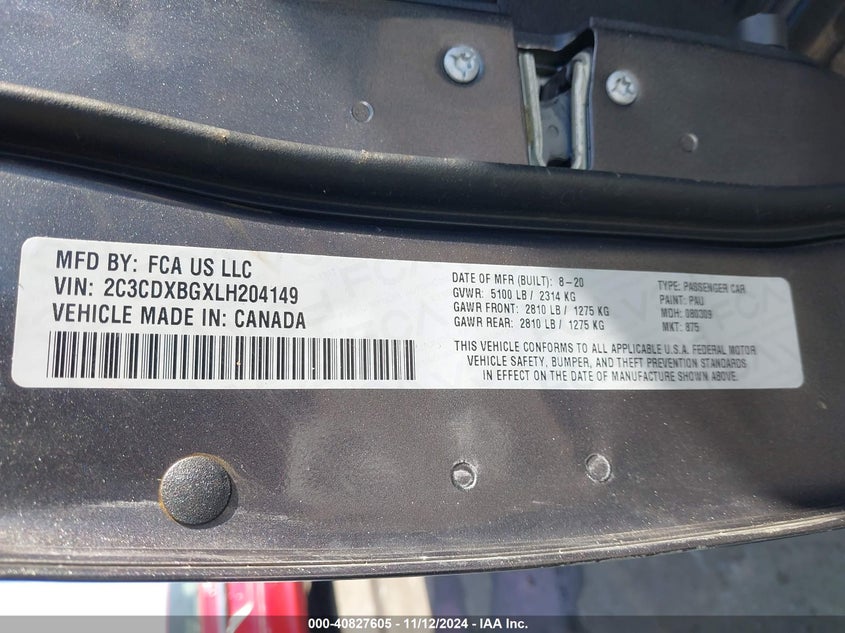 MFD BY: FCA US LLC
VIN: 2C3CDXBGXLH204149
VEHICLE MADE IN: CANADA
DATE OF MFR (BUILT): 8-20
GVWR: 5100 LB / 2314 KG
GAWR FRONT: 2810 LB / 1275 KG
GAWR REAR: 2810 LB / 1275 KG
TYPE: PASSENGER CAR
PAINT: PAU
MDH: 080309
MKT: 875
THIS VEHICLE CONFORMS TO ALL APPLICABLE U.S.A. FEDERAL MOTOR
VEHICLE SAFETY, BUMPER, AND THEFT PREVENTION STANDARDS
IN EFFECT ON THE DATE OF MANUFACTURE SHOWN ABOVE.
000-40827605 - 11/12/2024 - IAA Inc.